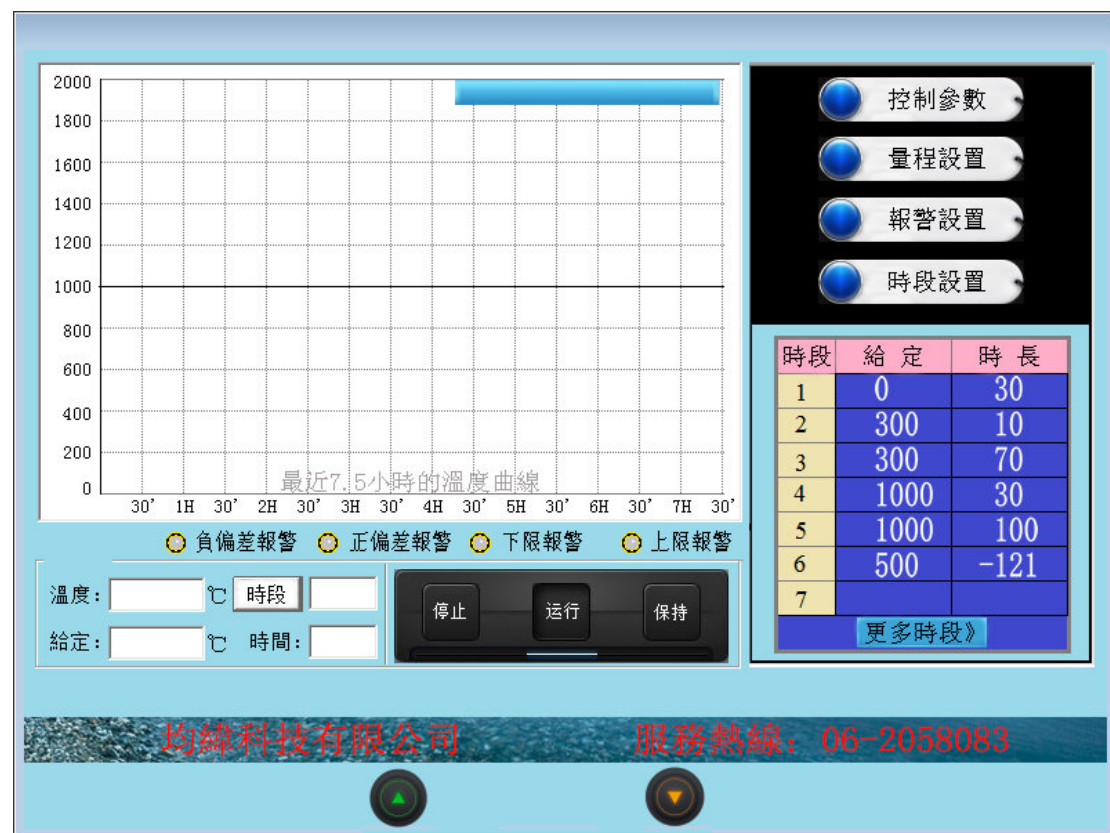 2000
1800
1600
1400
1200
1000
800
600
400
200
0
最近7.5小時的溫度曲線
30' 1H 30' 2H 30' 3H 30' 4H 30' 5H 30' 6H 30' 7H 30'
負偏差報警 正偏差報警 下限報警 上限報警
溫度: ℃ 時段
給定: ℃ 時間:
停止 运行 保持
控制參數
量程設置
報警設置
時段設置
時段 給定 時長
1 0 30
2 300 10
3 300 70
4 1000 30
5 1000 100
6 500 -121
7
更多時段》
均緯科技有限公司 服務熱線: 06-2058083